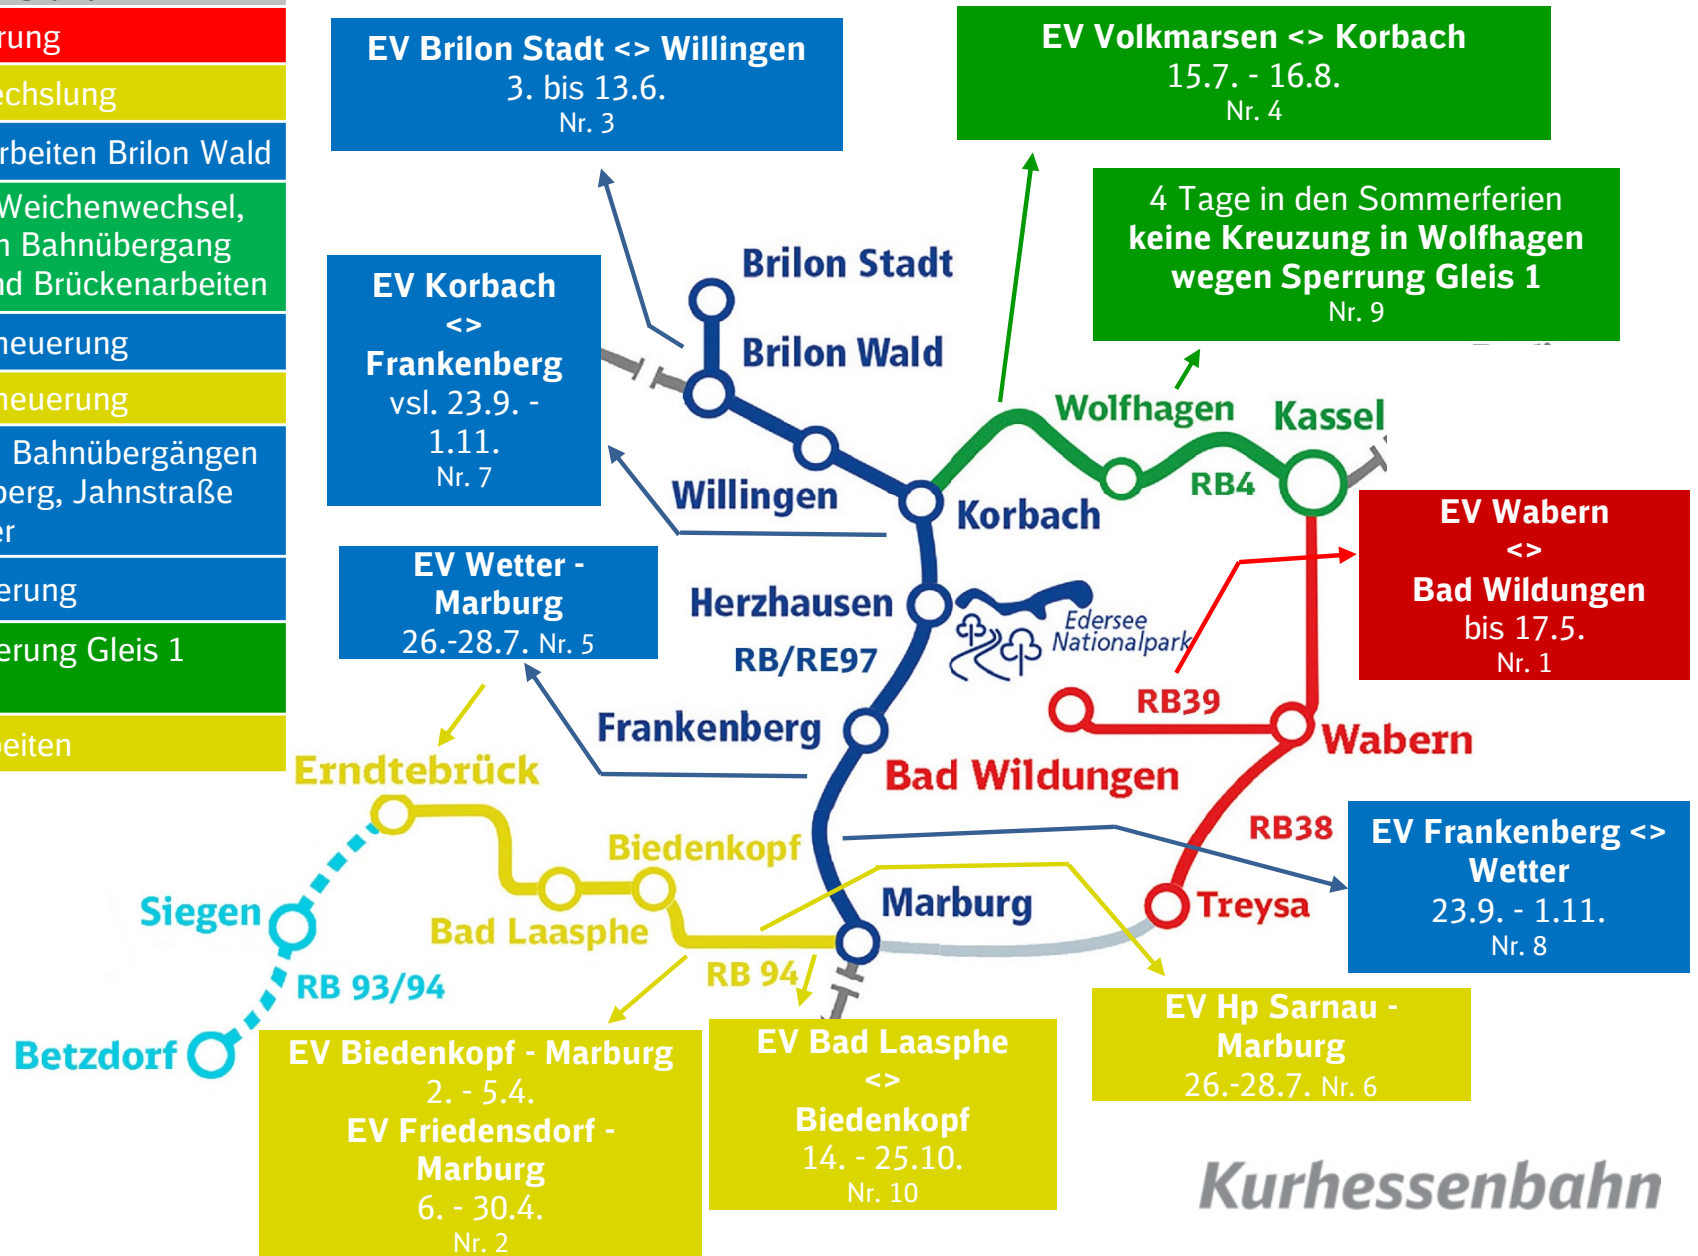 rung
echslung
rbeiten Brilon Wald
Weichenwechsel,
n Bahnübergang
nd Brückenarbeiten
neuerung
neuerung
Bahnübergängen
berg, Jahnstraße
er
erung
erung Gleis 1
beiten
EV Brilon Stadt <> Willingen
3. bis 13.6.
Nr. 3
EV Volkmarsen <> Korbach
15.7. - 16.8.
Nr. 4
4 Tage in den Sommerferien
keine Kreuzung in Wolfhagen
wegen Sperrung Gleis 1
Nr. 9
EV Korbach
<>
Frankenberg
vsl. 23.9. -
1.11.
Nr. 7
Brilon Stadt
Brilon Wald
Wolfhagen
Kassel
RB4
Willingen
Korbach
EV Wabern
<>
Bad Wildungen
bis 17.5.
Nr. 1
EV Wetter -
Marburg
26.-28.7. Nr. 5
Herzhausen
Edersee
Nationalpark
RB/RE97
RB39
Frankenberg
Wabern
Bad Wildungen
Erndtebrück
RB38
Biedenkopf
EV Frankenberg <>
Wetter
23.9. - 1.11.
Nr. 8
Siegen
Bad Laasphe
Marburg
Treysa
RB 94
RB 93/94
Betzdorf
EV Biedenkopf - Marburg
2. - 5.4.
EV Friedensdorf -
Marburg
6. - 30.4.
Nr. 2
EV Bad Laasphe
<>
Biedenkopf
14. - 25.10.
Nr. 10
EV Hp Sarnau -
Marburg
26.-28.7. Nr. 6
Kurhessenbahn